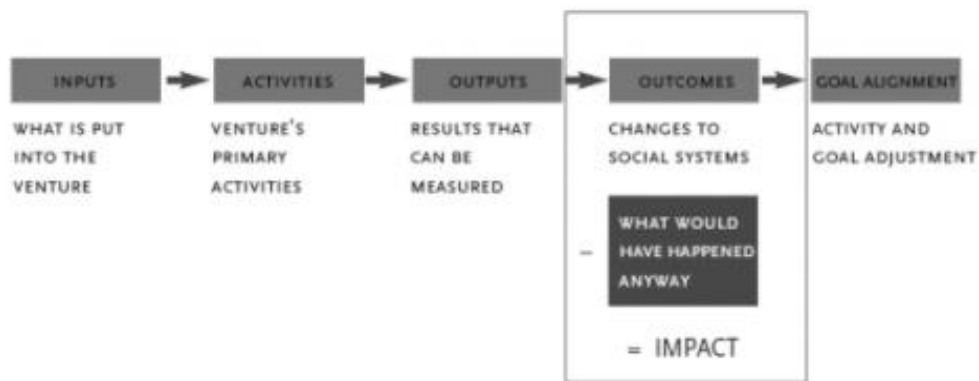 INPUTS
WHAT IS PUT
INTO THE
VENTURE
ACTIVITIES
VENTURE'S
PRIMARY
ACTIVITIES
OUTPUTS
RESULTS THAT
CAN BE
MEASURED
OUTCOMES
CHANGES TO
SOCIAL SYSTEMS
–
WHAT WOULD
HAVE HAPPENED
ANYWAY
= IMPACT
GOAL ALIGNMENT
ACTIVITY AND
GOAL ADJUSTMENT